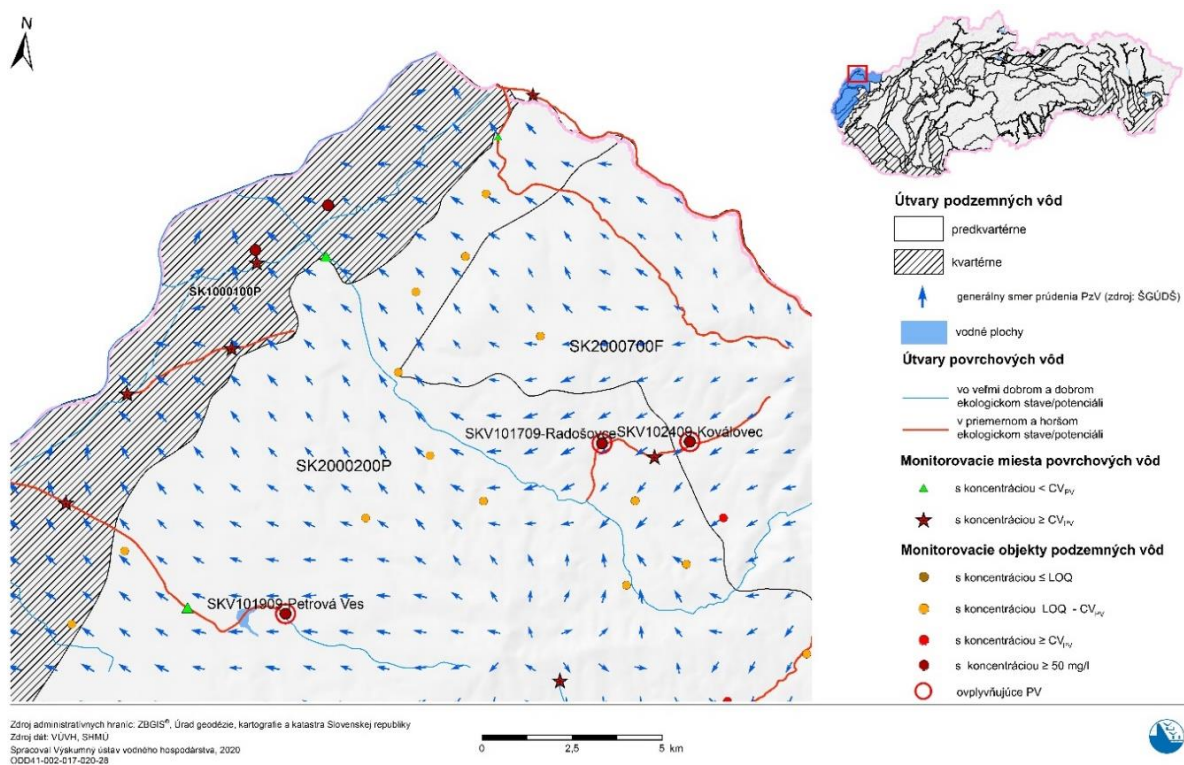 N
SK1000100P
SK2000700F
SKV101709-Radošovce
SKV102409-Koválovec
SK2000200P
SKV101909-Petrová Ves
Útvary podzemných vôd
predkvartérne
kvartérne
generálny smer prúdenia PzV (zdroj: ŠGÚDŠ)
vodné plochy
Útvary povrchových vôd
vo veľmi dobrom a dobrom
ekologickom stave/potenciáli
v priemernom a horšom
ekologickom stave/potenciáli
Monitorovacie miesta povrchových vôd
s koncentráciou < CVPV
s koncentráciou ≥ CVPV
Monitorovacie objekty podzemných vôd
s koncentráciou ≤ LOQ
s koncentráciou LOQ - CVPV
s koncentráciou ≥ CVPV
s koncentráciou ≥ 50 mg/l
ovplyvňujúce PV
Zdroj administratívnych hraníc: ZBGIS®, Úrad geodézie, kartografie a katastra Slovenskej republiky
Zdroj dát: VÚVH, SHMÚ
Spracoval Výskumný ústav vodného hospodárstva, 2020
ODD41-002-017-020-28
0 2,5 5 km